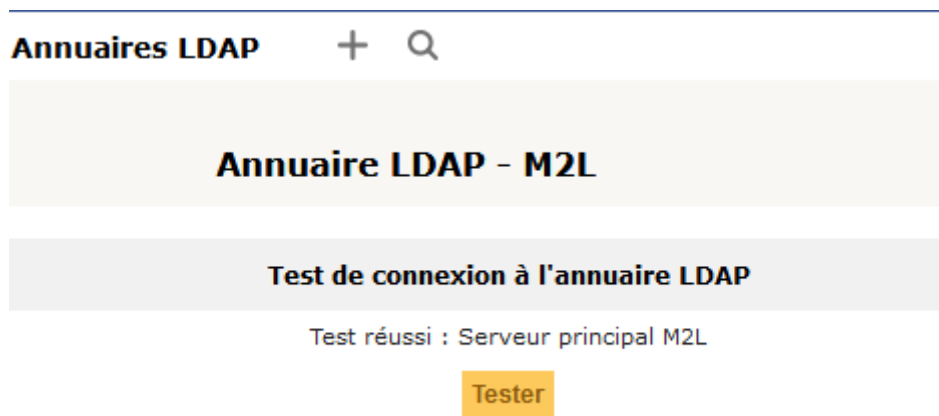 Annuaires LDAP
Annuaire LDAP - M2L
Test de connexion à l'annuaire LDAP
Test réussi : Serveur principal M2L
Tester